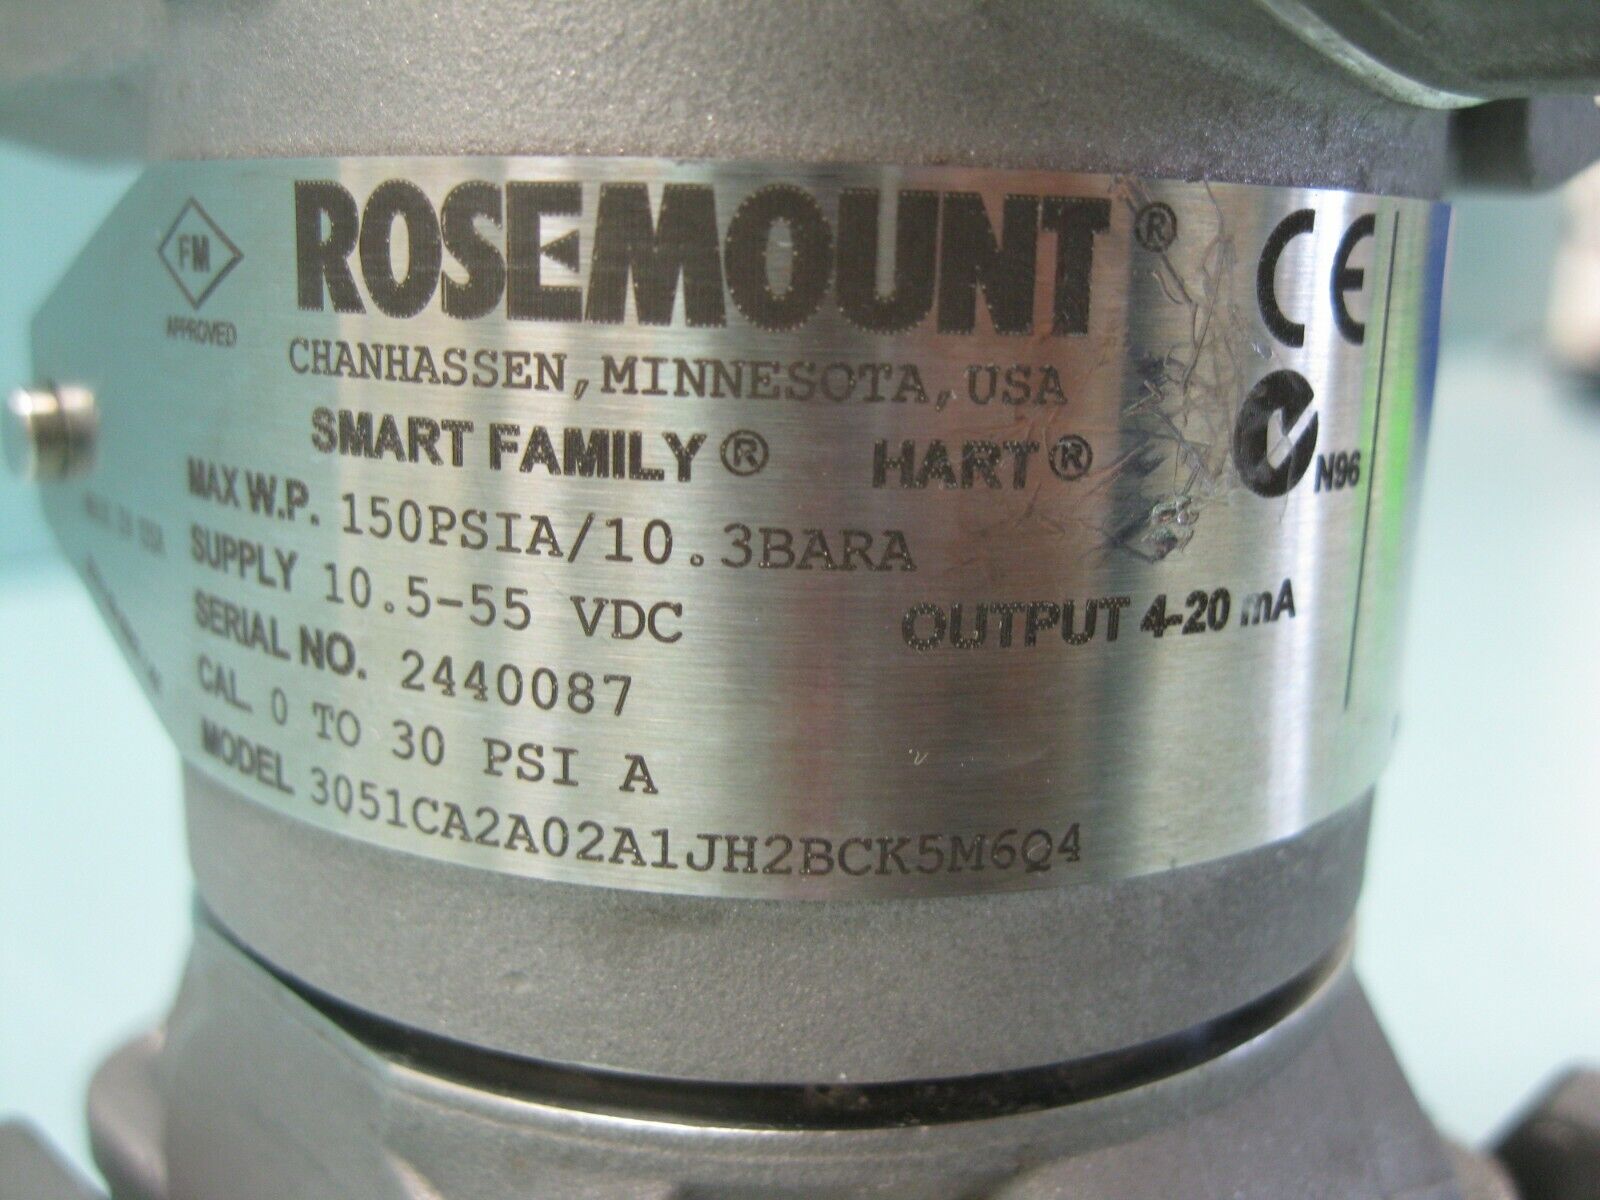 FM
APPROVED
ROSEMOUNT®
CE
CHANHASSEN, MINNESOTA, USA
SMART FAMILY® HART®
N96
MAX W.P. 150PSIA/10.3BARA
SUPPLY 10.5-55 VDC OUTPUT 4-20 mA
SERIAL NO. 2440087
CAL. 0 TO 30 PSI A
MODEL 3051CA2A02A1JH2BCK5M6Q4